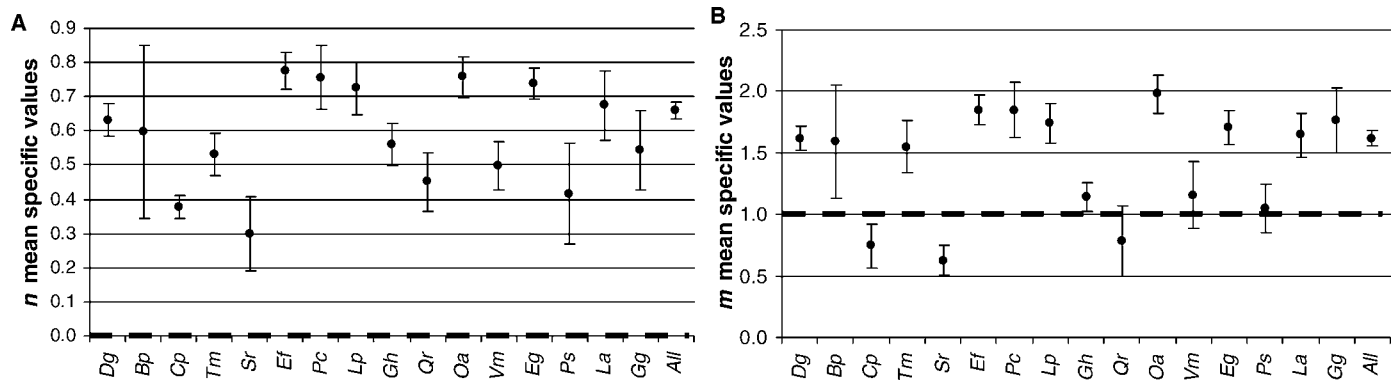 A
n mean specific values
0.9
0.8
0.7
0.6
0.5
0.4
0.3
0.2
0.1
0.0
Dg Bp Cp Tm Sr Ef Pc Lp Gh Qr Oa Vm Eg Ps La Gg All
B
m mean specific values
2.5
2.0
1.5
1.0
0.5
0.0
Dg Bp Cp Tm Sr Ef Pc Lp Gh Qr Oa Vm Eg Ps La Gg All